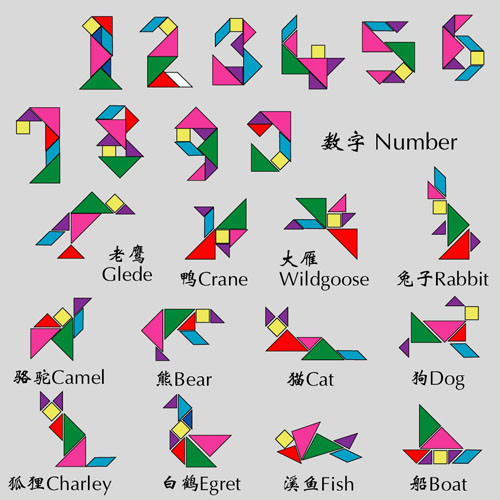 数字 Number
老鹰
Glede
鸭Crane
大雁
Wildgoose
兔子Rabbit
骆驼Camel
熊Bear
猫Cat
狗Dog
狐狸Charley
白鹤Egret
溪鱼Fish
船Boat